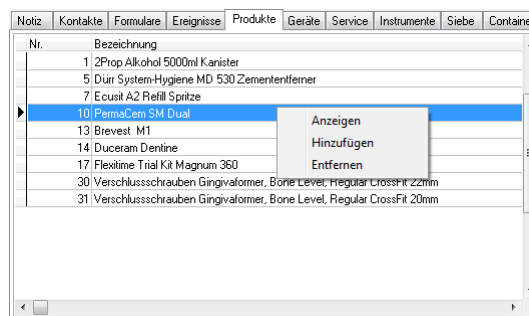 Notiz Kontakte Formulare Ereignisse Produkte Geräte Service Instrumente Siebe Containe
Nr. Bezeichnung
1 2Prop Alkohol 5000ml Kanister
5 Dürr System-Hygiene MD 530 Zemententferner
7 Ecusit A2 Refill Spritze
10 PermaCem SM Dual
Anzeigen
13 Brevest M1
Hinzufügen
14 Duceram Dentine
17 Flexitime Trial Kit Magnum 360
Entfernen
30 Verschlussschrauben Gingivaformer, Bone Level, Regular CrossFit 22mm
31 Verschlussschrauben Gingivaformer, Bone Level, Regular CrossFit 20mm